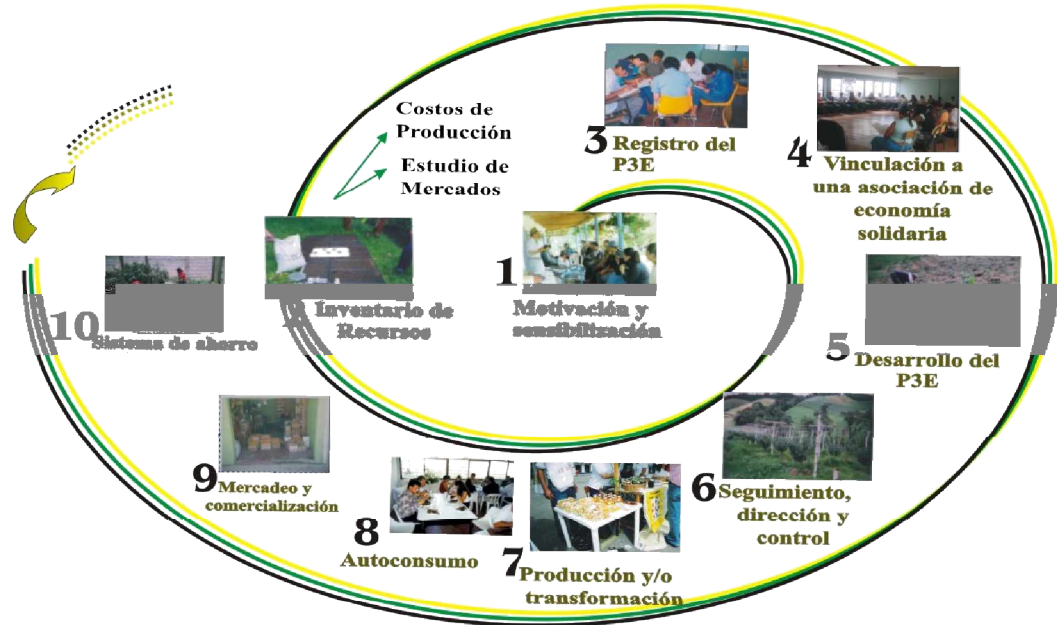 1
Motivación y
sensibilización
Inventario de
Recursos
Costos de
Producción
Estudio de
Mercados
3 Registro del
P3E
4 Vinculación a
una asociación de
economía
solidaria
5 Desarrollo del
P3E
6 Seguimiento,
dirección y
control
7 Producción y/o
transformación
8
Autoconsumo
9 Mercadeo y
comercialización
10
Sistema de ahorro